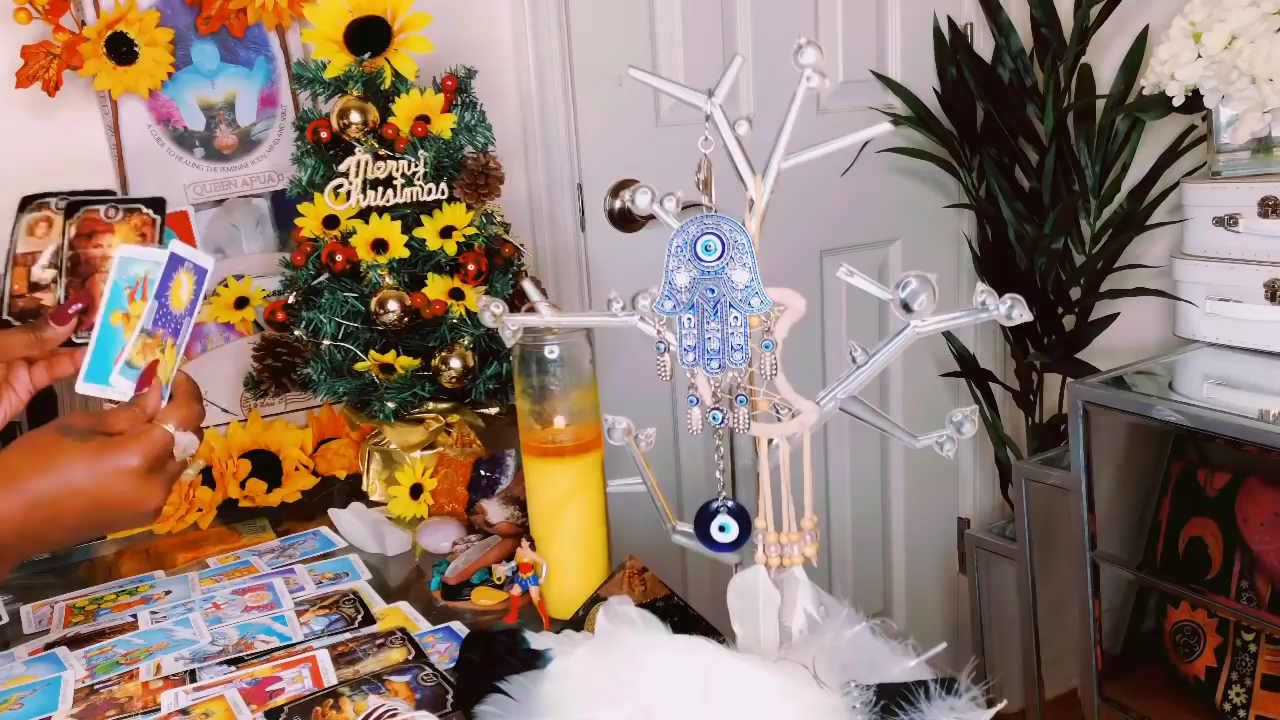 A GUIDE TO HEALING THE FEMININE BODY, MIND, AND SPIRIT
QUEEN AFUA
Merry
Christmas